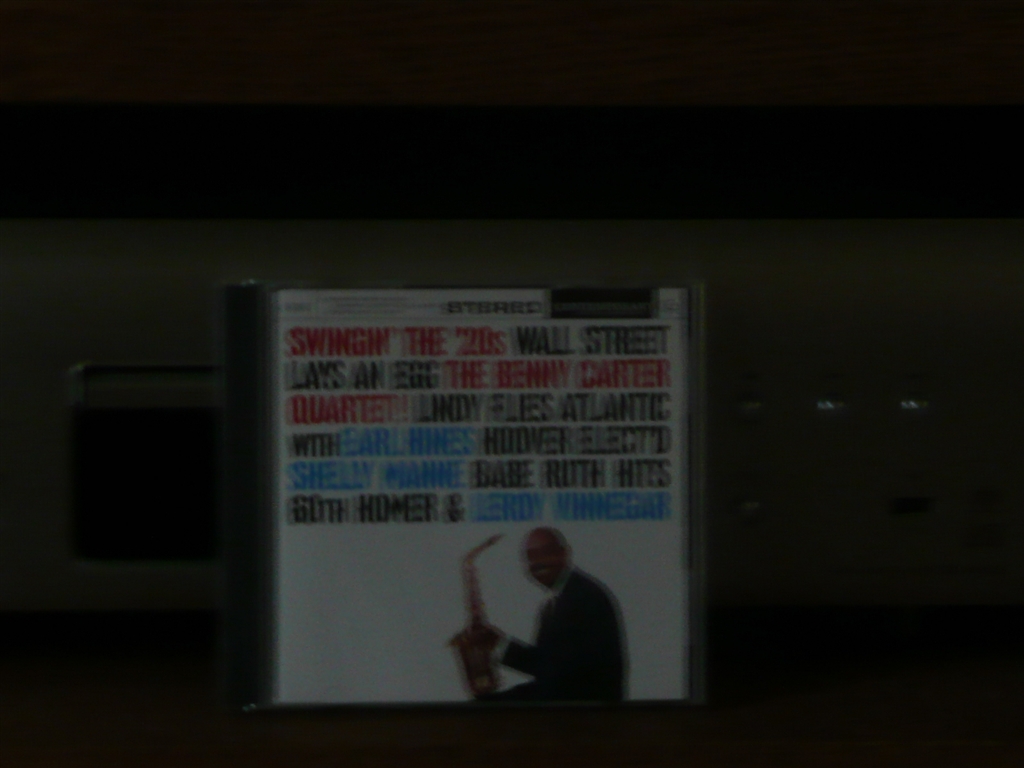 STEREO
SWINGIN' THE '20s WALL STREET
LAYS AN EGG THE BENNY CARTER
QUARTET!! LINDY FLIES ATLANTIC
WITH EARL HINES HOOVER ELECT'D
SHELLY MANNE BABE RUTH HITS
60TH HOMER & LEROY VINNEGAR